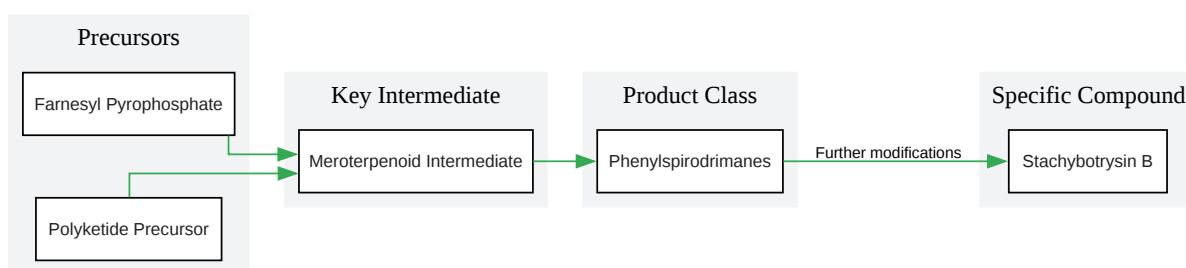 Precursors
Farnesyl Pyrophosphate
Polyketide Precursor
Key Intermediate
Meroterpenoid Intermediate
Product Class
Phenylspirodrimanes
Further modifications
Specific Compound
Stachybotrysin B